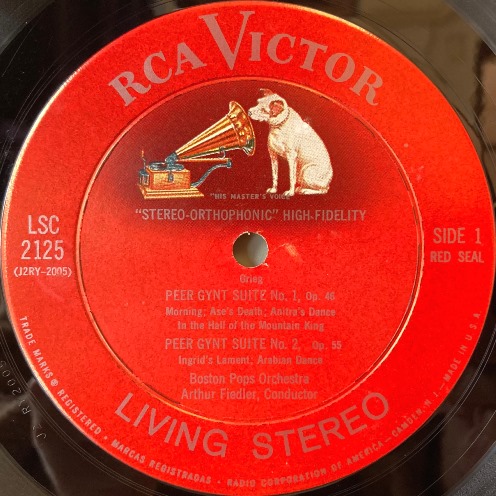 RCA VICTOR
"HIS MASTER'S VOICE"
"STEREO-ORTHOPHONIC" HIGH-FIDELITY
LSC
2125
(J2RY-2005)
SIDE 1
RED SEAL
Grieg
PEER GYNT SUITE No. 1, Op. 46
Morning; Ase's Death; Anitra's Dance
In the Hall of the Mountain King
PEER GYNT SUITE No. 2, Op. 55
Ingrid's Lament; Arabian Dance
Boston Pops Orchestra
Arthur Fiedler, Conductor
LIVING STEREO
TRADE MARKS ® REGISTERED • MARCAS REGISTRADAS • RADIO CORPORATION OF AMERICA—CAMDEN, N.J. MADE IN U.S.A.